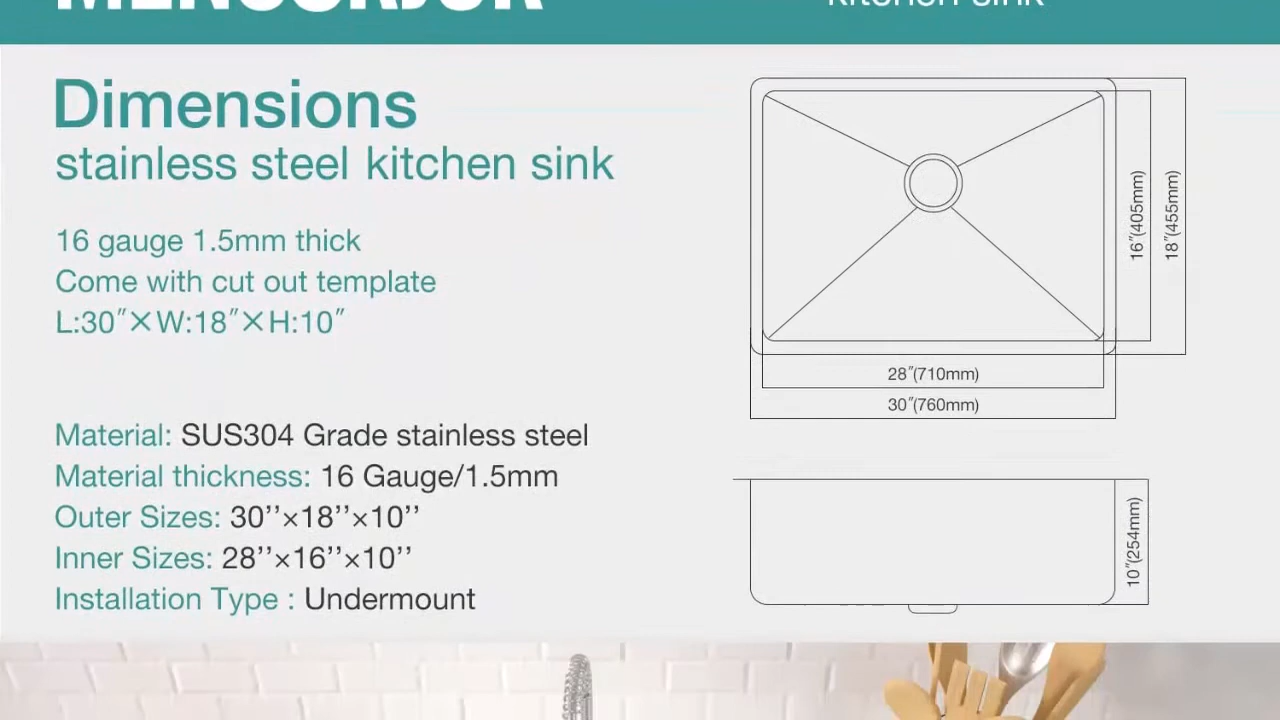 kitchen sink
Dimensions
stainless steel kitchen sink
16 gauge 1.5mm thick
Come with cut out template
L:30″×W:18″×H:10″
Material: SUS304 Grade stainless steel
Material thickness: 16 Gauge/1.5mm
Outer Sizes: 30’’×18’’×10’’
Inner Sizes: 28’’×16’’×10’’
Installation Type : Undermount
16″(405mm)
18″(455mm)
28″(710mm)
30″(760mm)
10″(254mm)